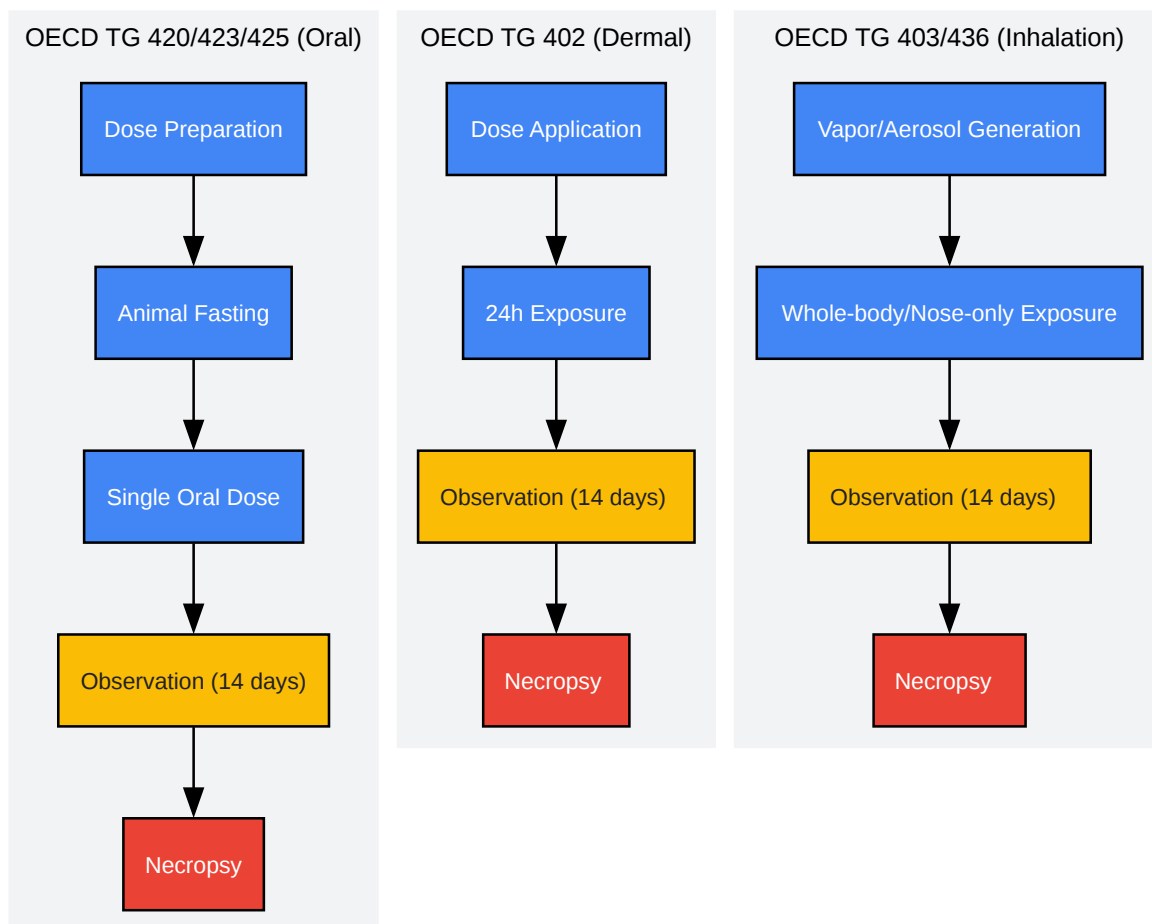 OECD TG 420/423/425 (Oral)
Dose Preparation
Animal Fasting
Single Oral Dose
Observation (14 days)
Necropsy
OECD TG 402 (Dermal)
Dose Application
24h Exposure
Observation (14 days)
Necropsy
OECD TG 403/436 (Inhalation)
Vapor/Aerosol Generation
Whole-body/Nose-only Exposure
Observation (14 days)
Necropsy